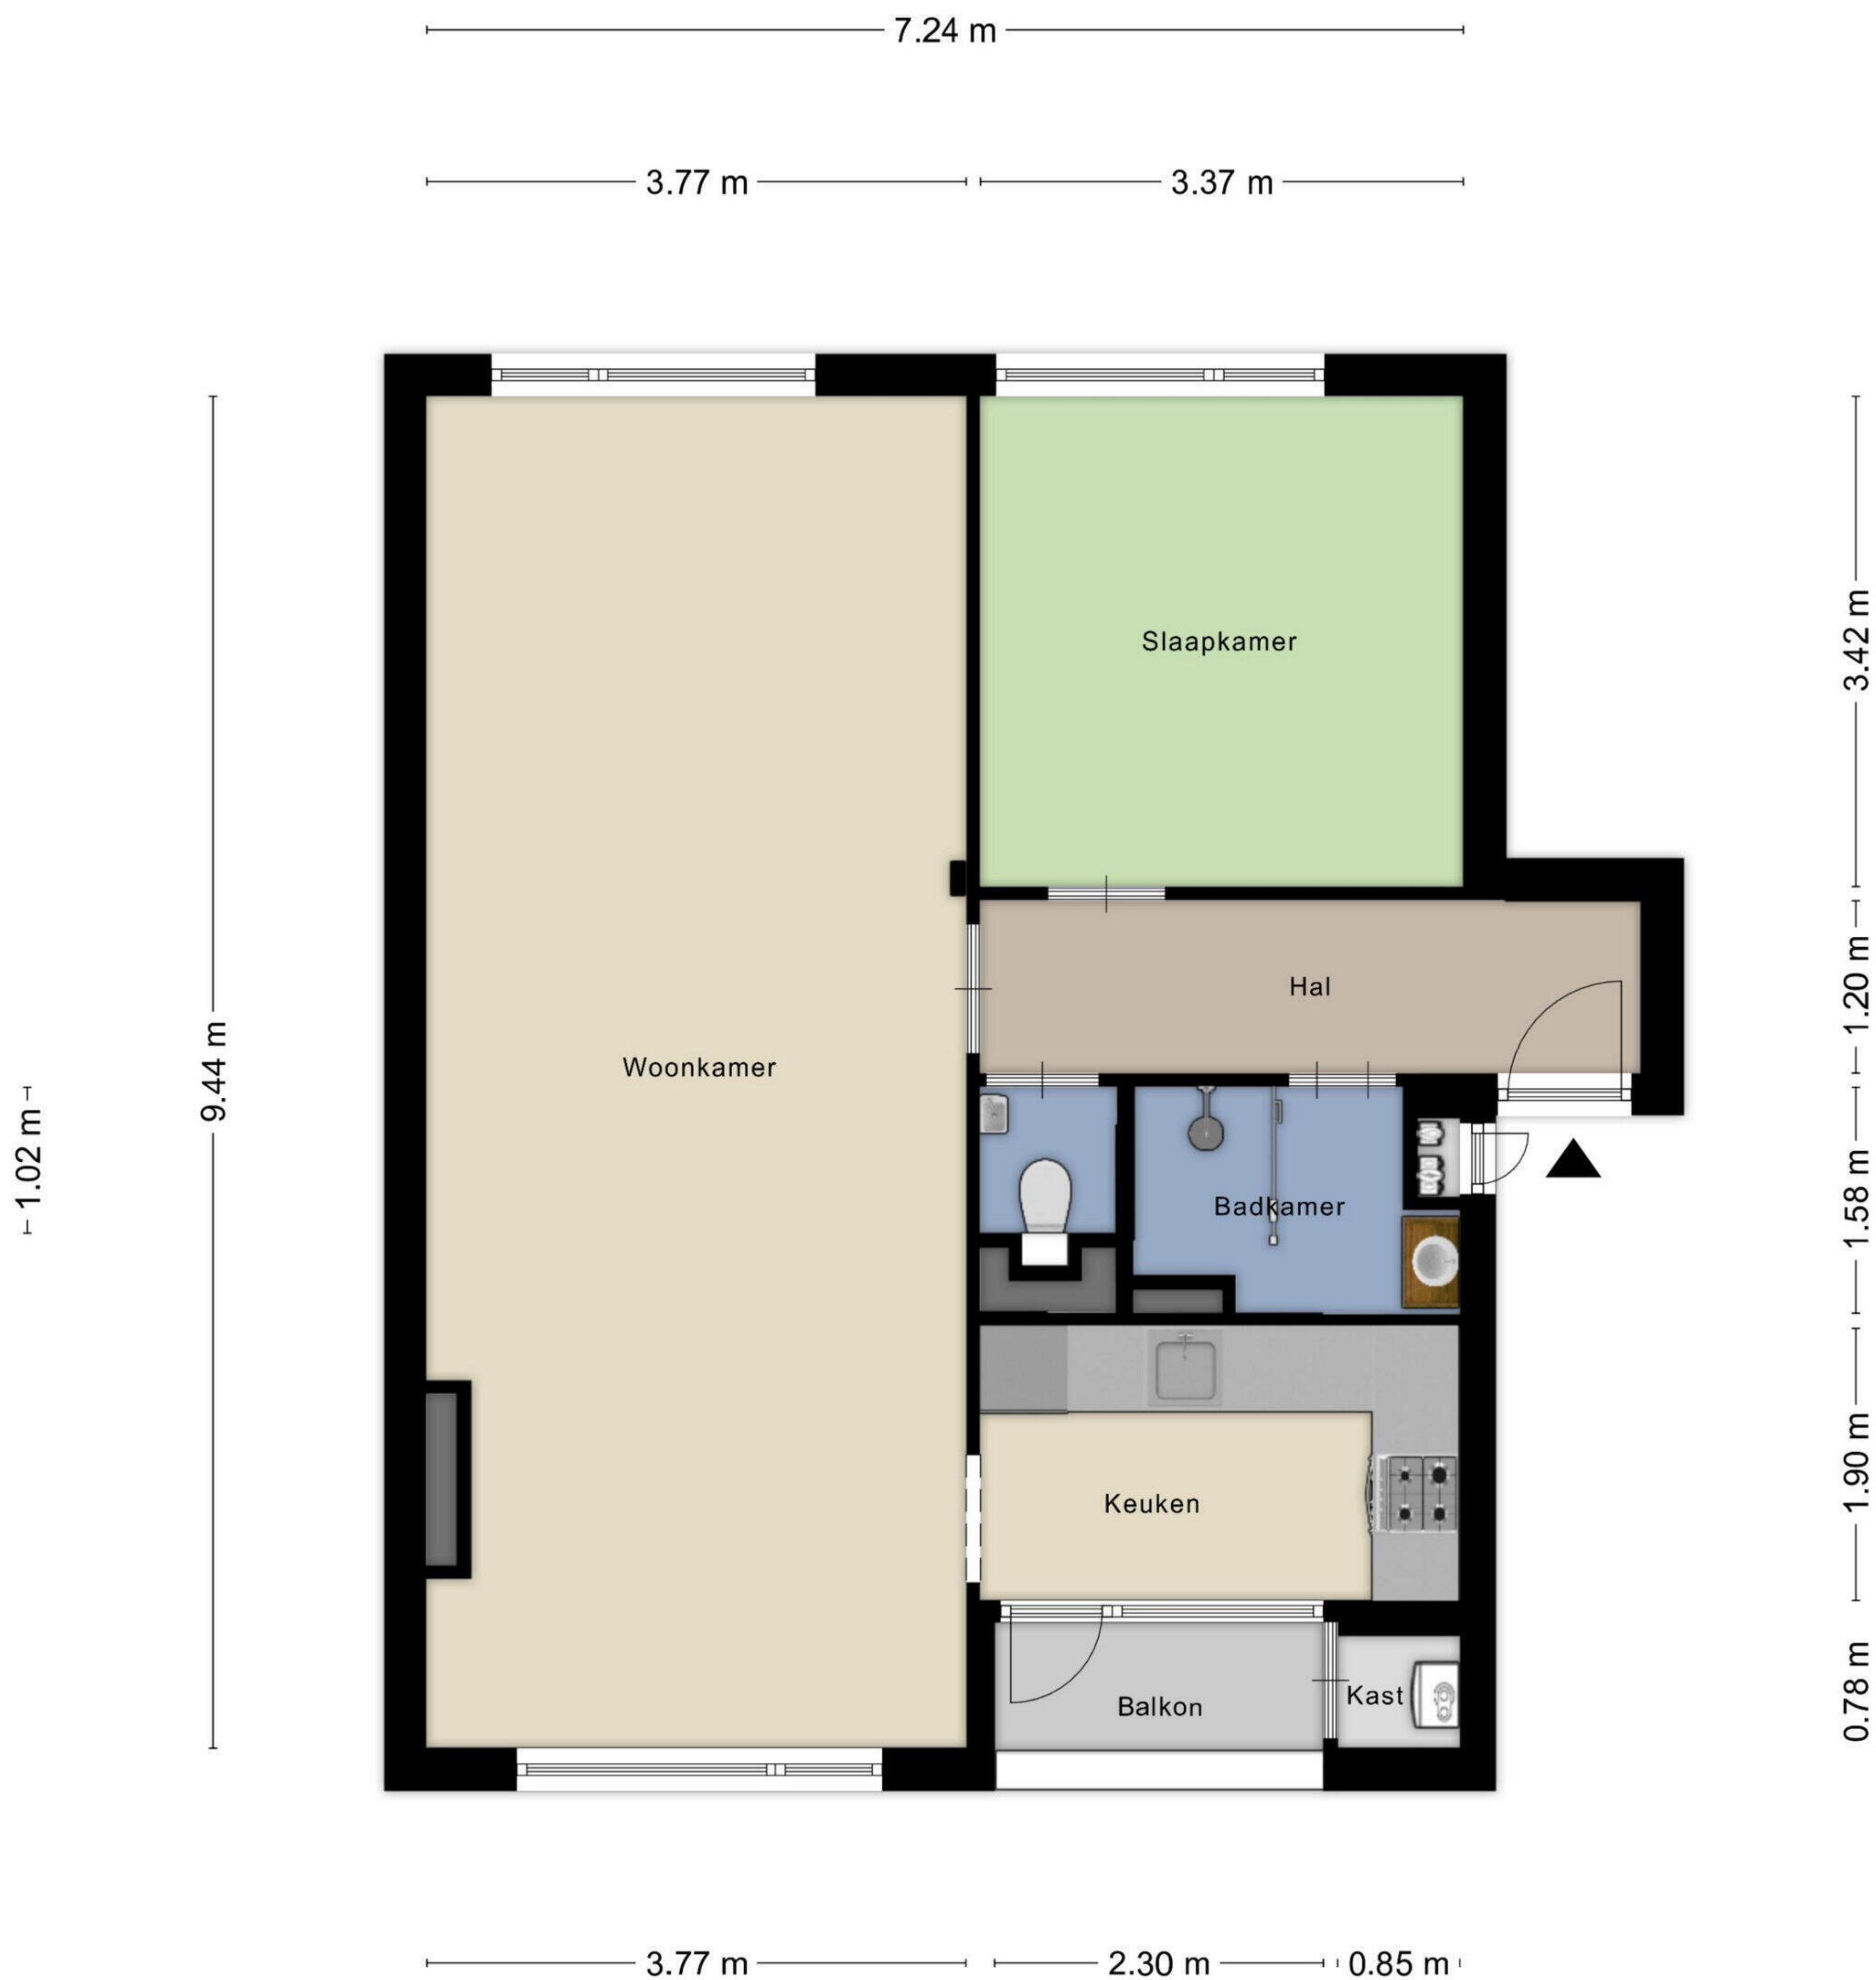 7.24 m
3.77 m
3.37 m
Slaapkamer
3.42 m
Hal
1.20 m
Woonkamer
9.44 m
1.02 m
Badkamer
1.58 m
Keuken
1.90 m
Balkon
Kast
0.78 m
3.77 m
2.30 m
0.85 m